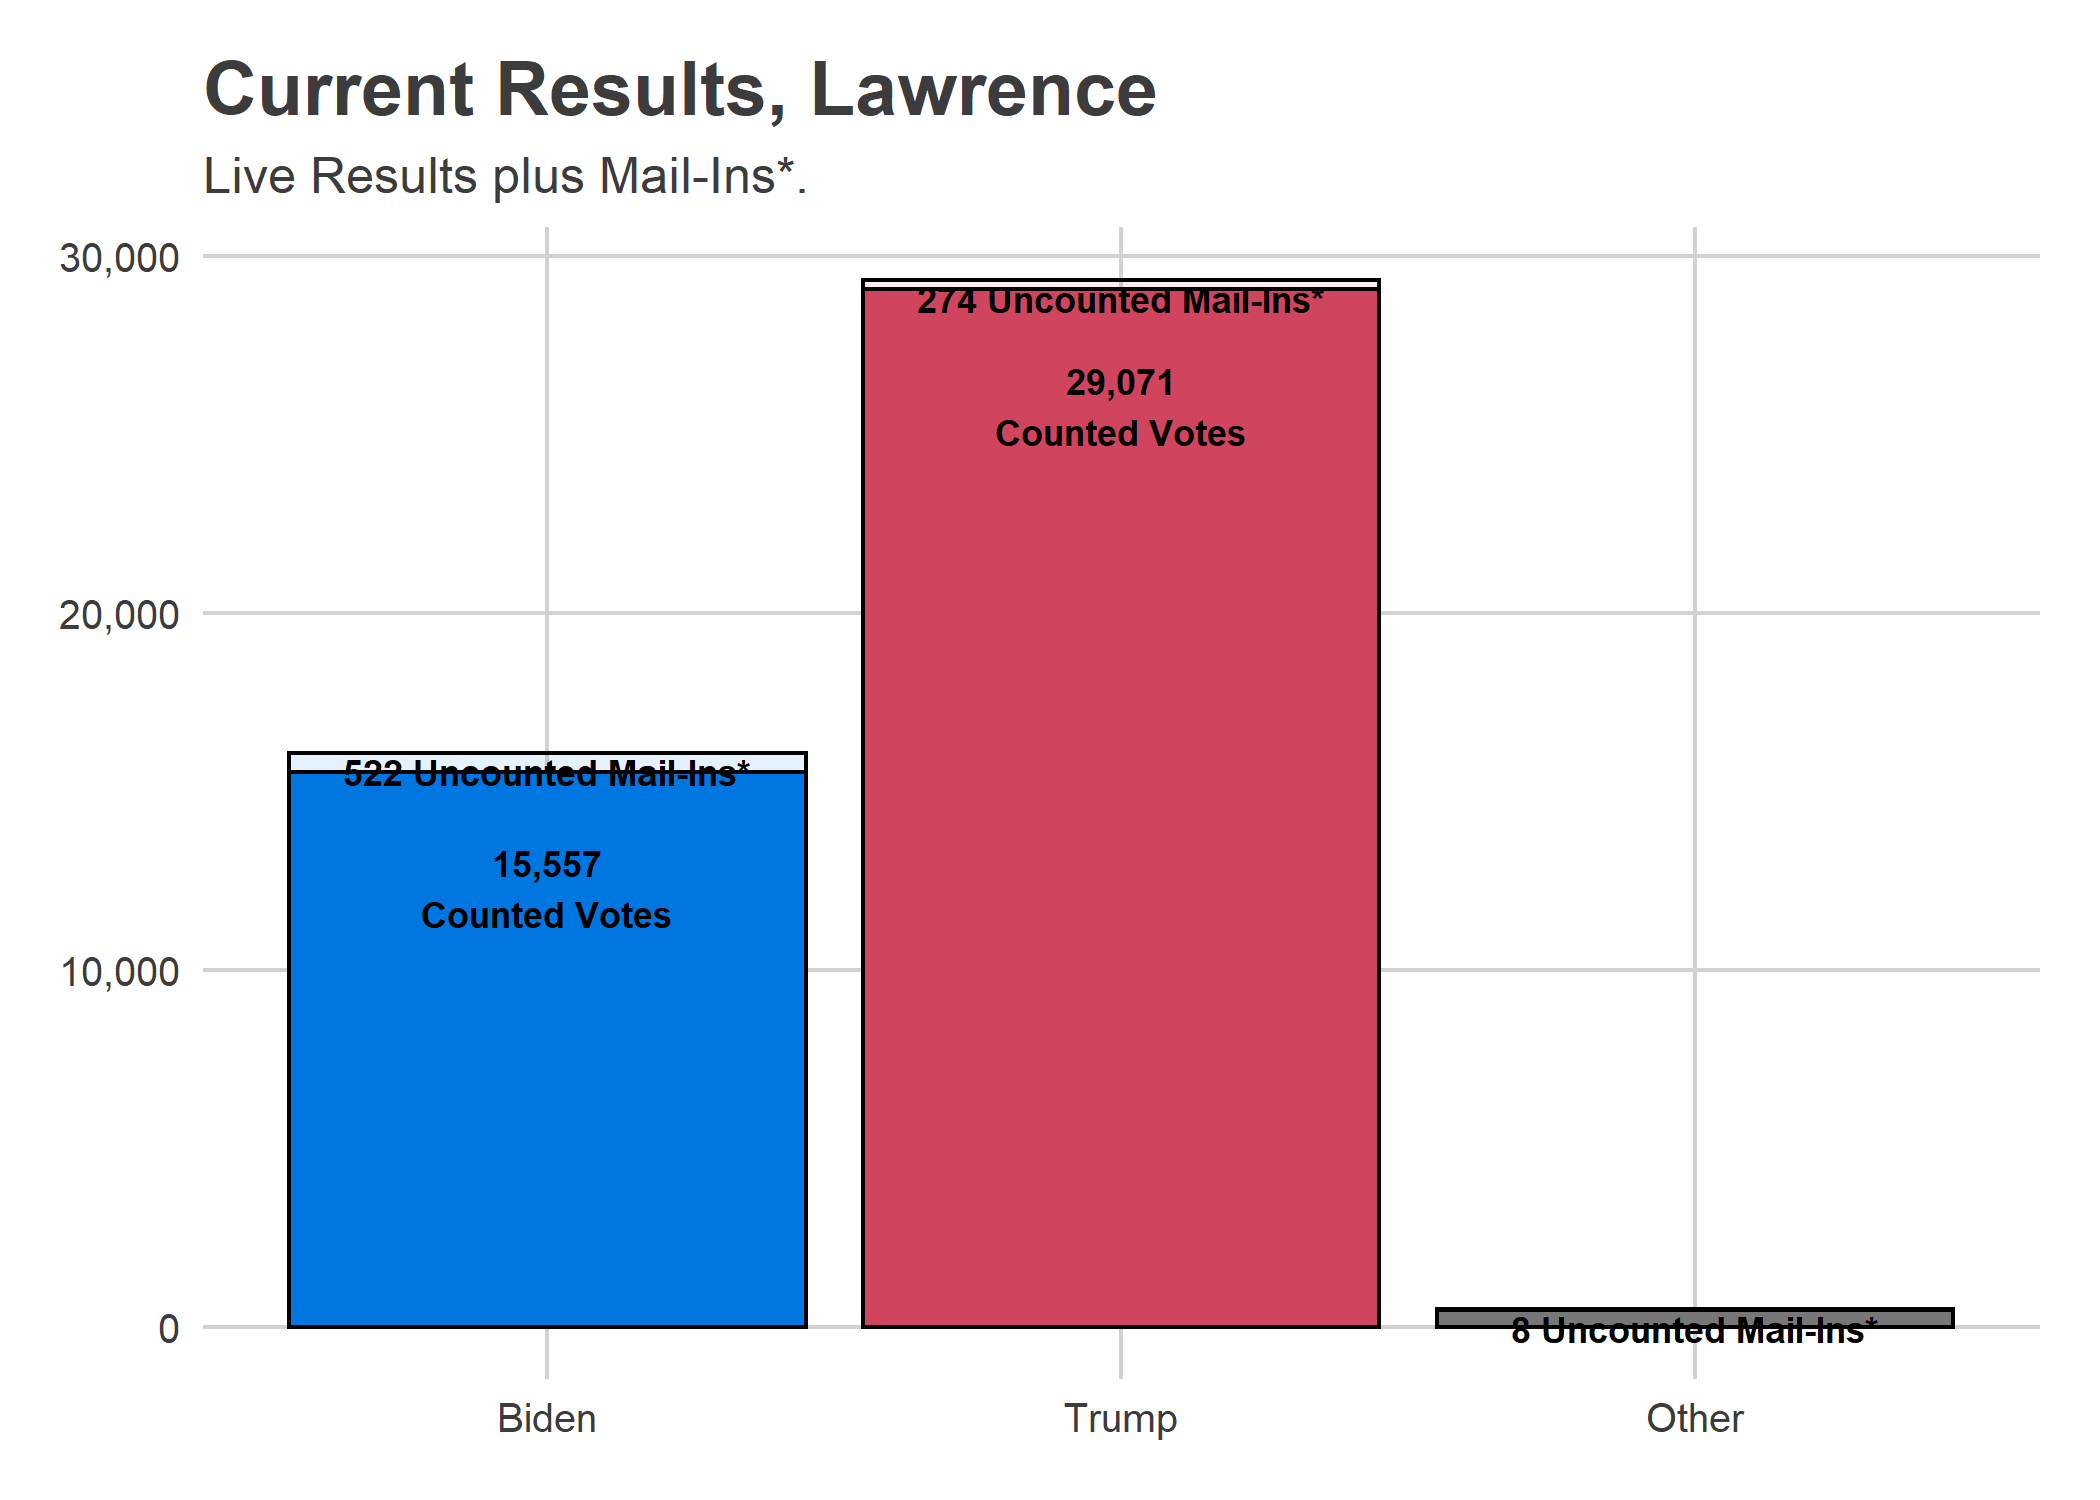 Current Results, Lawrence
Live Results plus Mail-Ins*.
30,000
20,000
10,000
0
274 Uncounted Mail-Ins*
29,071
Counted Votes
522 Uncounted Mail-Ins*
15,557
Counted Votes
8 Uncounted Mail-Ins*
Biden
Trump
Other